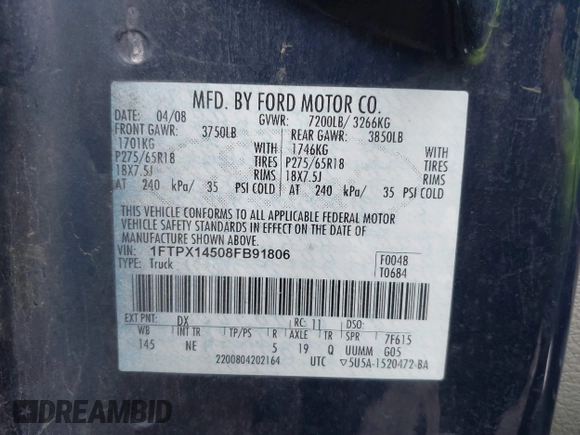 MFD. BY FORD MOTOR CO.
DATE: 04/08 GVWR: 7200LB/ 3266KG
FRONT GAWR: 3750LB REAR GAWR: 3850LB
1701KG WITH 1746KG WITH
P275/65R18 TIRES P275/65R18 TIRES
18X7.5J RIMS 18X7.5J RIMS
AT 240 kPa/ 35 PSI COLD AT 240 kPa/ 35 PSI COLD
THIS VEHICLE CONFORMS TO ALL APPLICABLE FEDERAL MOTOR
VEHICLE SAFETY STANDARDS IN EFFECT ON THE DATE OF
MANUFACTURE SHOWN ABOVE.
VIN: 1FTPX14508FB91806 F0048
TYPE: Truck T0684
EXT PNT: DX RC: 11 DSO:
WB INT TR TP/PS R AXLE TR SPR 7F615
145 NE 5 19 Q UUMM G05
2200804202164 UTC ▽5U5A-1520472-BA
DREAMBID